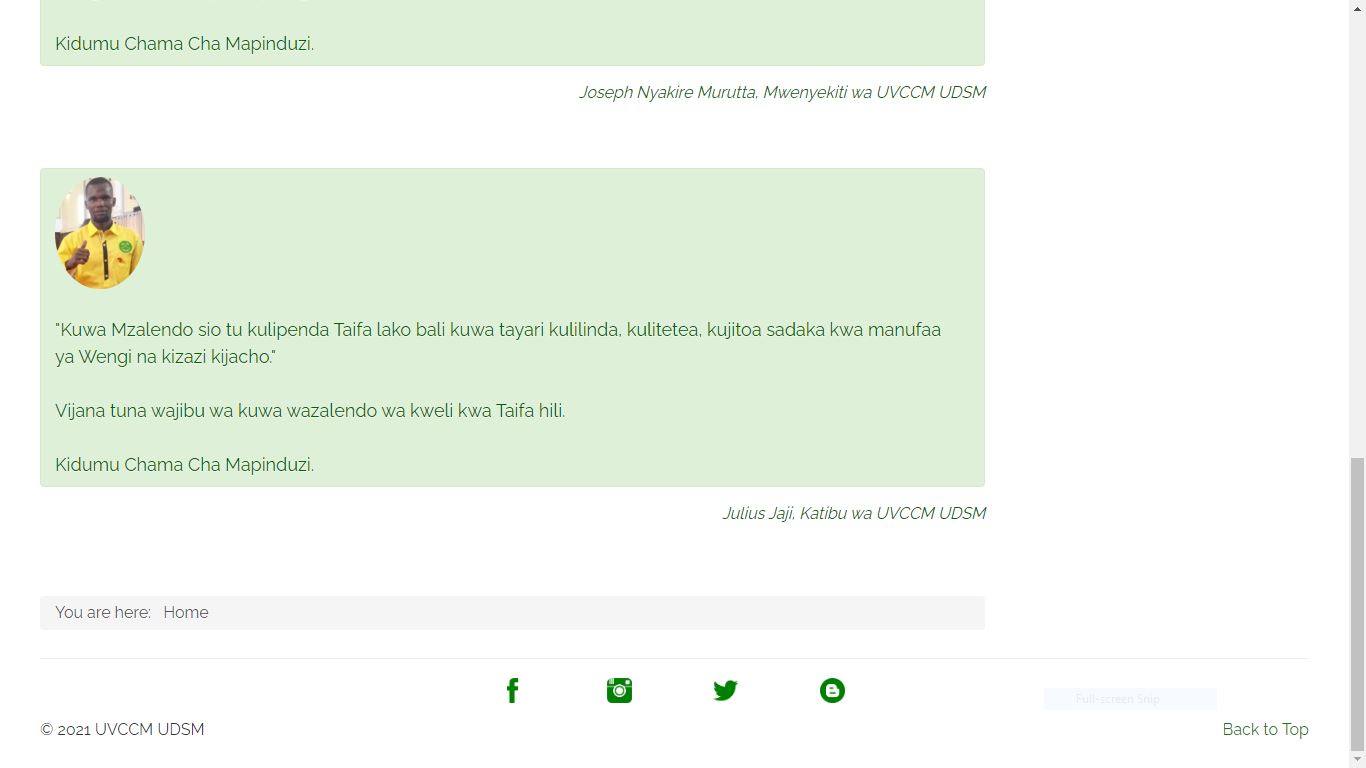 Kidumu Chama Cha Mapinduzi.
Joseph Nyakire Murutta, Mwenyekiti wa UVCCM UDSM
"Kuwa Mzalendo sio tu kulipenda Taifa lako bali kuwa tayari kulilinda, kulitetea, kujitoa sadaka kwa manufaa
ya Wengi na kizazi kijacho."
Vijana tuna wajibu wa kuwa wazalendo wa kweli kwa Taifa hili.
Kidumu Chama Cha Mapinduzi.
Julius Jaji, Katibu wa UVCCM UDSM
You are here: Home
Full-screen Snip
© 2021 UVCCM UDSM
Back to Top